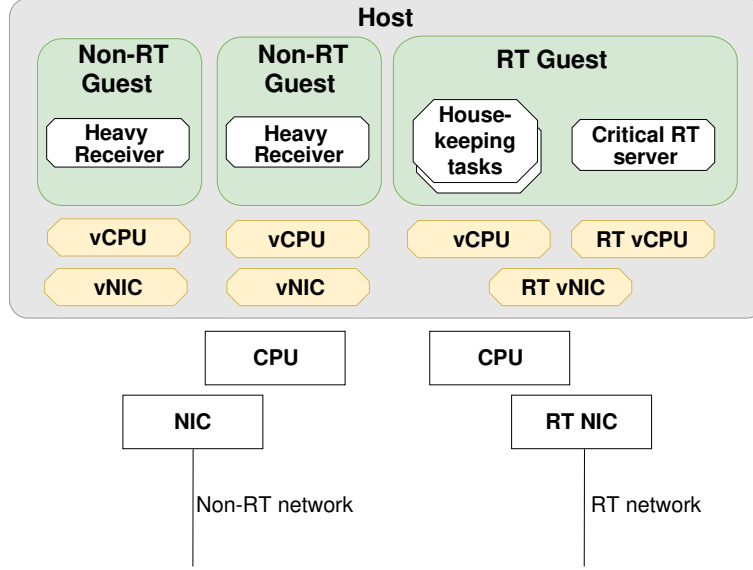 Host
Non-RT
Guest
Non-RT
Guest
RT Guest
Heavy
Receiver
Heavy
Receiver
House-
keeping
tasks
Critical RT
server
vCPU
vCPU
vCPU
RT vCPU
vNIC
vNIC
RT vNIC
CPU
CPU
NIC
RT NIC
Non-RT network
RT network